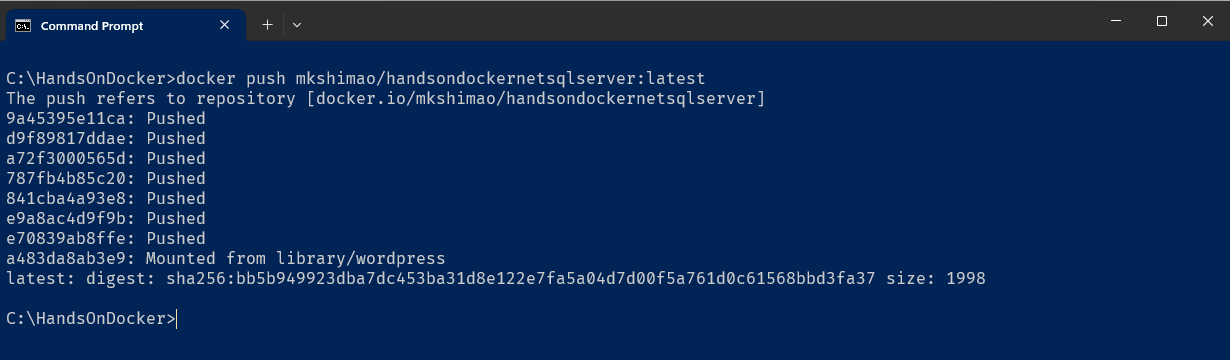 Command Prompt
C:\HandsOnDocker>docker push mkshimao/handsondockernetsqlserver:latest
The push refers to repository [docker.io/mkshimao/handsondockernetsqlserver]
9a45395e11ca: Pushed
d9f89817ddae: Pushed
a72f3000565d: Pushed
787fb4b85c20: Pushed
841cba4a93e8: Pushed
e9a8ac4d9f9b: Pushed
e70839ab8ffe: Pushed
a483da8ab3e9: Mounted from library/wordpress
latest: digest: sha256:bb5b949923dba7dc453ba31d8e122e7fa5a04d7d00f5a761d0c61568bbd3fa37 size: 1998
C:\HandsOnDocker>